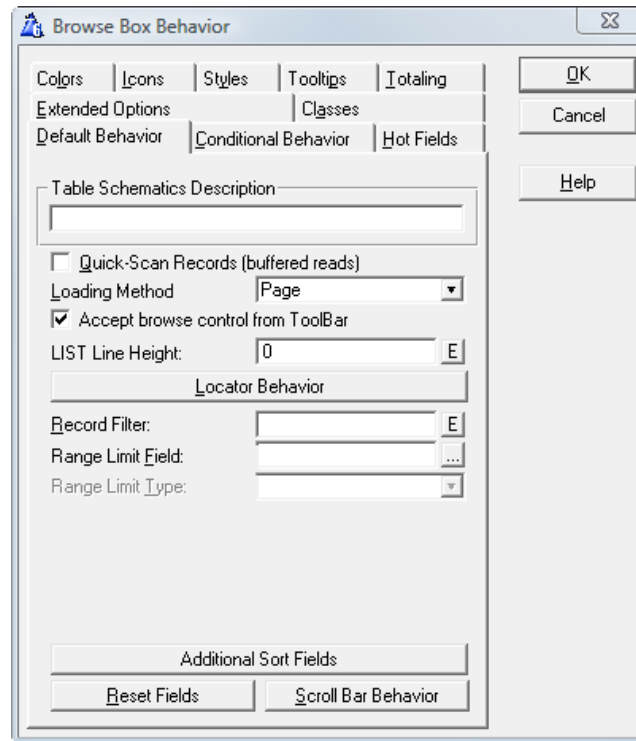 Browse Box Behavior
Colors Icons Styles Tooltips Totaling
Extended Options Classes
Default Behavior Conditional Behavior Hot Fields
OK
Cancel
Help
Table Schematics Description
Quick-Scan Records (buffered reads)
Loading Method Page
Accept browse control from ToolBar
LIST Line Height: 0 E
Locator Behavior
Record Filter: E
Range Limit Field: ...
Range Limit Type:
Additional Sort Fields
Reset Fields Scroll Bar Behavior